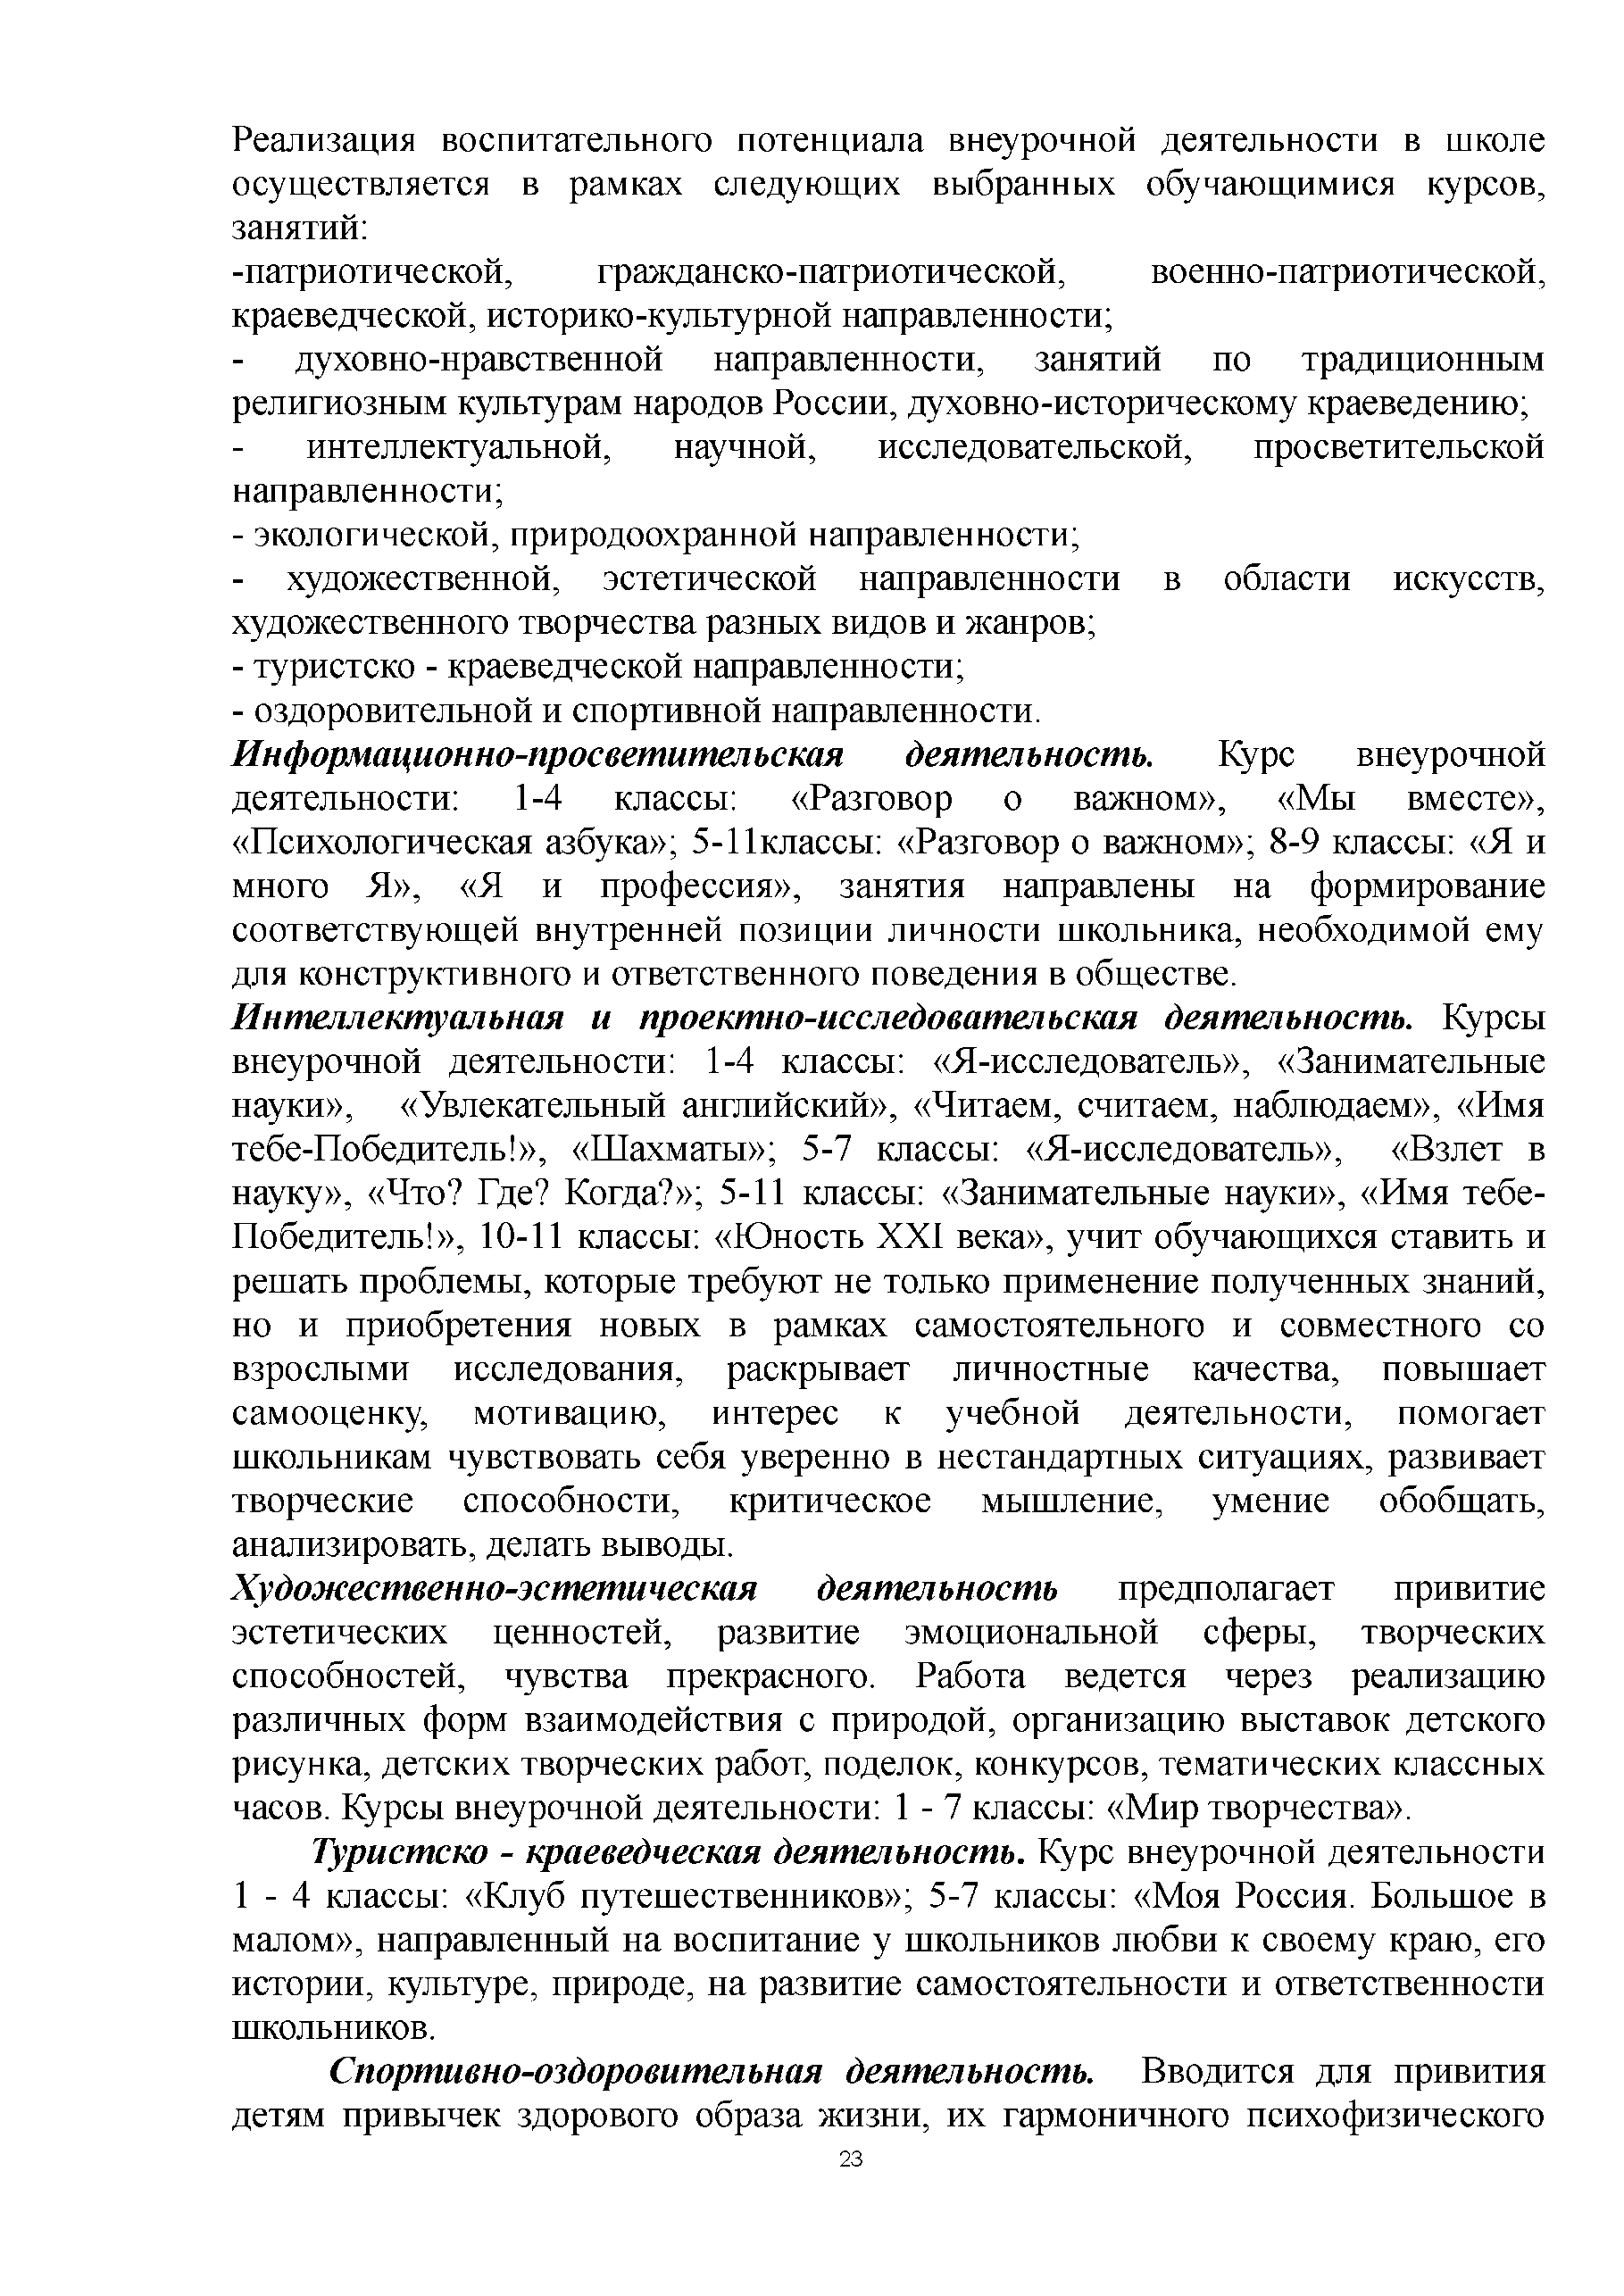 Реализация воспитательного потенциала внеурочной деятельности в школе
осуществляется в рамках следующих выбранных обучающимися курсов,
занятий:
-патриотической, гражданско-патриотической, военно-патриотической,
краеведческой, историко-культурной направленности;
- духовно-нравственной направленности, занятий по традиционным
религиозным культурам народов России, духовно-историческому краеведению;
- интеллектуальной, научной, исследовательской, просветительской
направленности;
- экологической, природоохранной направленности;
- художественной, эстетической направленности в области искусств,
художественного творчества разных видов и жанров;
- туристско - краеведческой направленности;
- оздоровительной и спортивной направленности.
Информационно-просветительская деятельность. Курс внеурочной
деятельности: 1-4 классы: «Разговор о важном», «Мы вместе»,
«Психологическая азбука»; 5-11классы: «Разговор о важном»; 8-9 классы: «Я и
много Я», «Я и профессия», занятия направлены на формирование
соответствующей внутренней позиции личности школьника, необходимой ему
для конструктивного и ответственного поведения в обществе.
Интеллектуальная и проектно-исследовательская деятельность. Курсы
внеурочной деятельности: 1-4 классы: «Я-исследователь», «Занимательные
науки», «Увлекательный английский», «Читаем, считаем, наблюдаем», «Имя
тебе-Победитель!», «Шахматы»; 5-7 классы: «Я-исследователь», «Взлет в
науку», «Что? Где? Когда?»; 5-11 классы: «Занимательные науки», «Имя тебе-
Победитель!», 10-11 классы: «Юность XXI века», учит обучающихся ставить и
решать проблемы, которые требуют не только применение полученных знаний,
но и приобретения новых в рамках самостоятельного и совместного со
взрослыми исследования, раскрывает личностные качества, повышает
самооценку, мотивацию, интерес к учебной деятельности, помогает
школьникам чувствовать себя уверенно в нестандартных ситуациях, развивает
творческие способности, критическое мышление, умение обобщать,
анализировать, делать выводы.
Художественно-эстетическая деятельность предполагает привитие
эстетических ценностей, развитие эмоциональной сферы, творческих
способностей, чувства прекрасного. Работа ведется через реализацию
различных форм взаимодействия с природой, организацию выставок детского
рисунка, детских творческих работ, поделок, конкурсов, тематических классных
часов. Курсы внеурочной деятельности: 1 - 7 классы: «Мир творчества».
Туристско - краеведческая деятельность. Курс внеурочной деятельности
1 - 4 классы: «Клуб путешественников»; 5-7 классы: «Моя Россия. Большое в
малом», направленный на воспитание у школьников любви к своему краю, его
истории, культуре, природе, на развитие самостоятельности и ответственности
школьников.
Спортивно-оздоровительная деятельность. Вводится для привития
детям привычек здорового образа жизни, их гармоничного психофизического
23